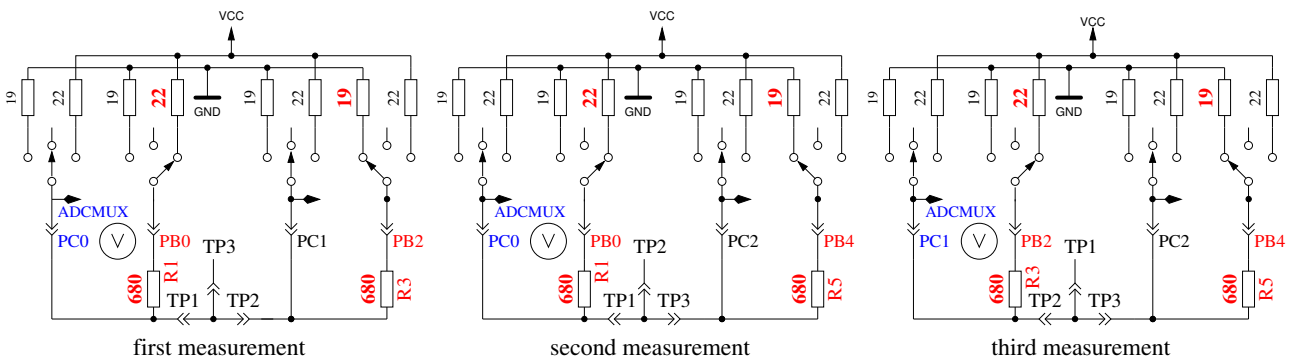 VCC
19
22
19
22
GND
19
22
19
22
ADCMUX
PC0
V
PB0
TP3
PC1
PB2
680
R1
TP1
TP2
680
R3
first measurement
VCC
19
22
19
22
GND
19
22
19
22
ADCMUX
PC0
V
PB0
TP2
PC2
PB4
680
R1
TP1
TP3
680
R5
second measurement
VCC
19
22
19
22
GND
19
22
19
22
ADCMUX
PC1
V
PB2
TP1
PC2
PB4
680
R3
TP2
TP3
680
R5
third measurement